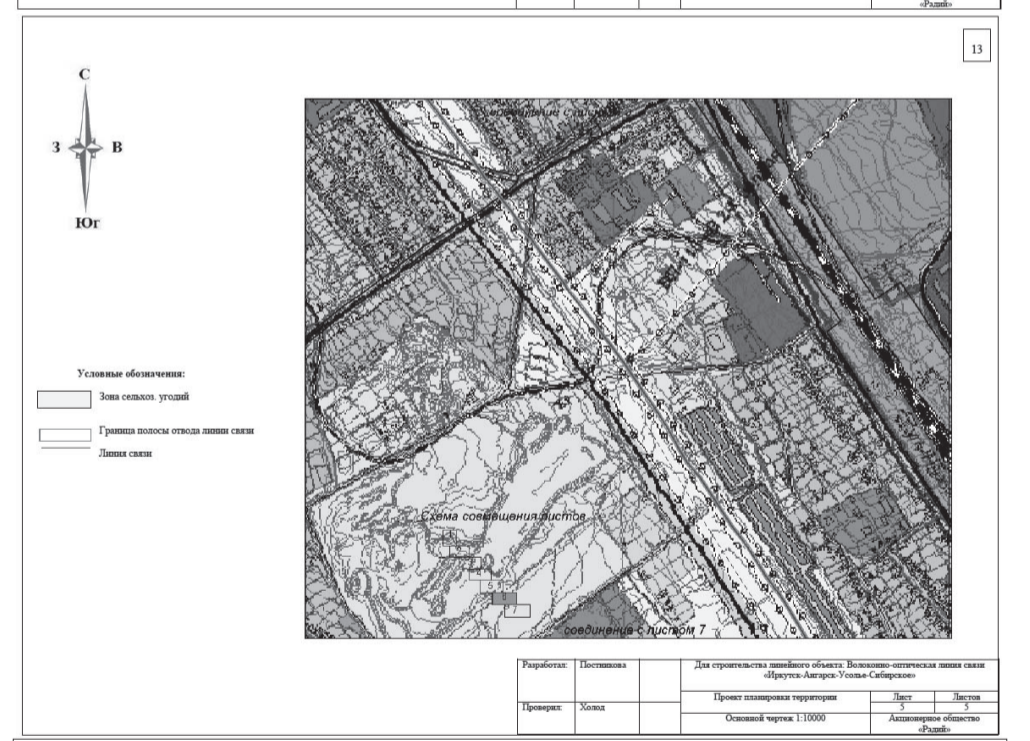 «Радий»
13
С
З В
Юг
Условные обозначения:
Зона сельхоз. угодий
Граница полосы отвода линии связи
Линия связи
Схема совмещения листов
7
соединение с листом 7
Разработал: Постникова
Для строительства линейного объекта: Волоконно-оптическая линия связи
«Иркутск-Ангарск-Усолье-Сибирское»
Проект планировки территории Лист Листов
5 5
Проверил: Холод
Основной чертеж 1:10000 Акционерное общество
«Радий»